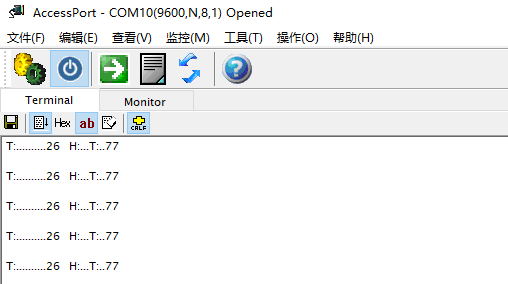 AccessPort - COM10(9600,N,8,1) Opened
文件(F) 编辑(E) 查看(V) 监控(M) 工具(T) 操作(O) 帮助(H)
Terminal Monitor
Hex ab CRLF
T:..........26 H:...T:..77
T:..........26 H:...T:..77
T:..........26 H:...T:..77
T:..........26 H:...T:..77
T:..........26 H:...T:..77